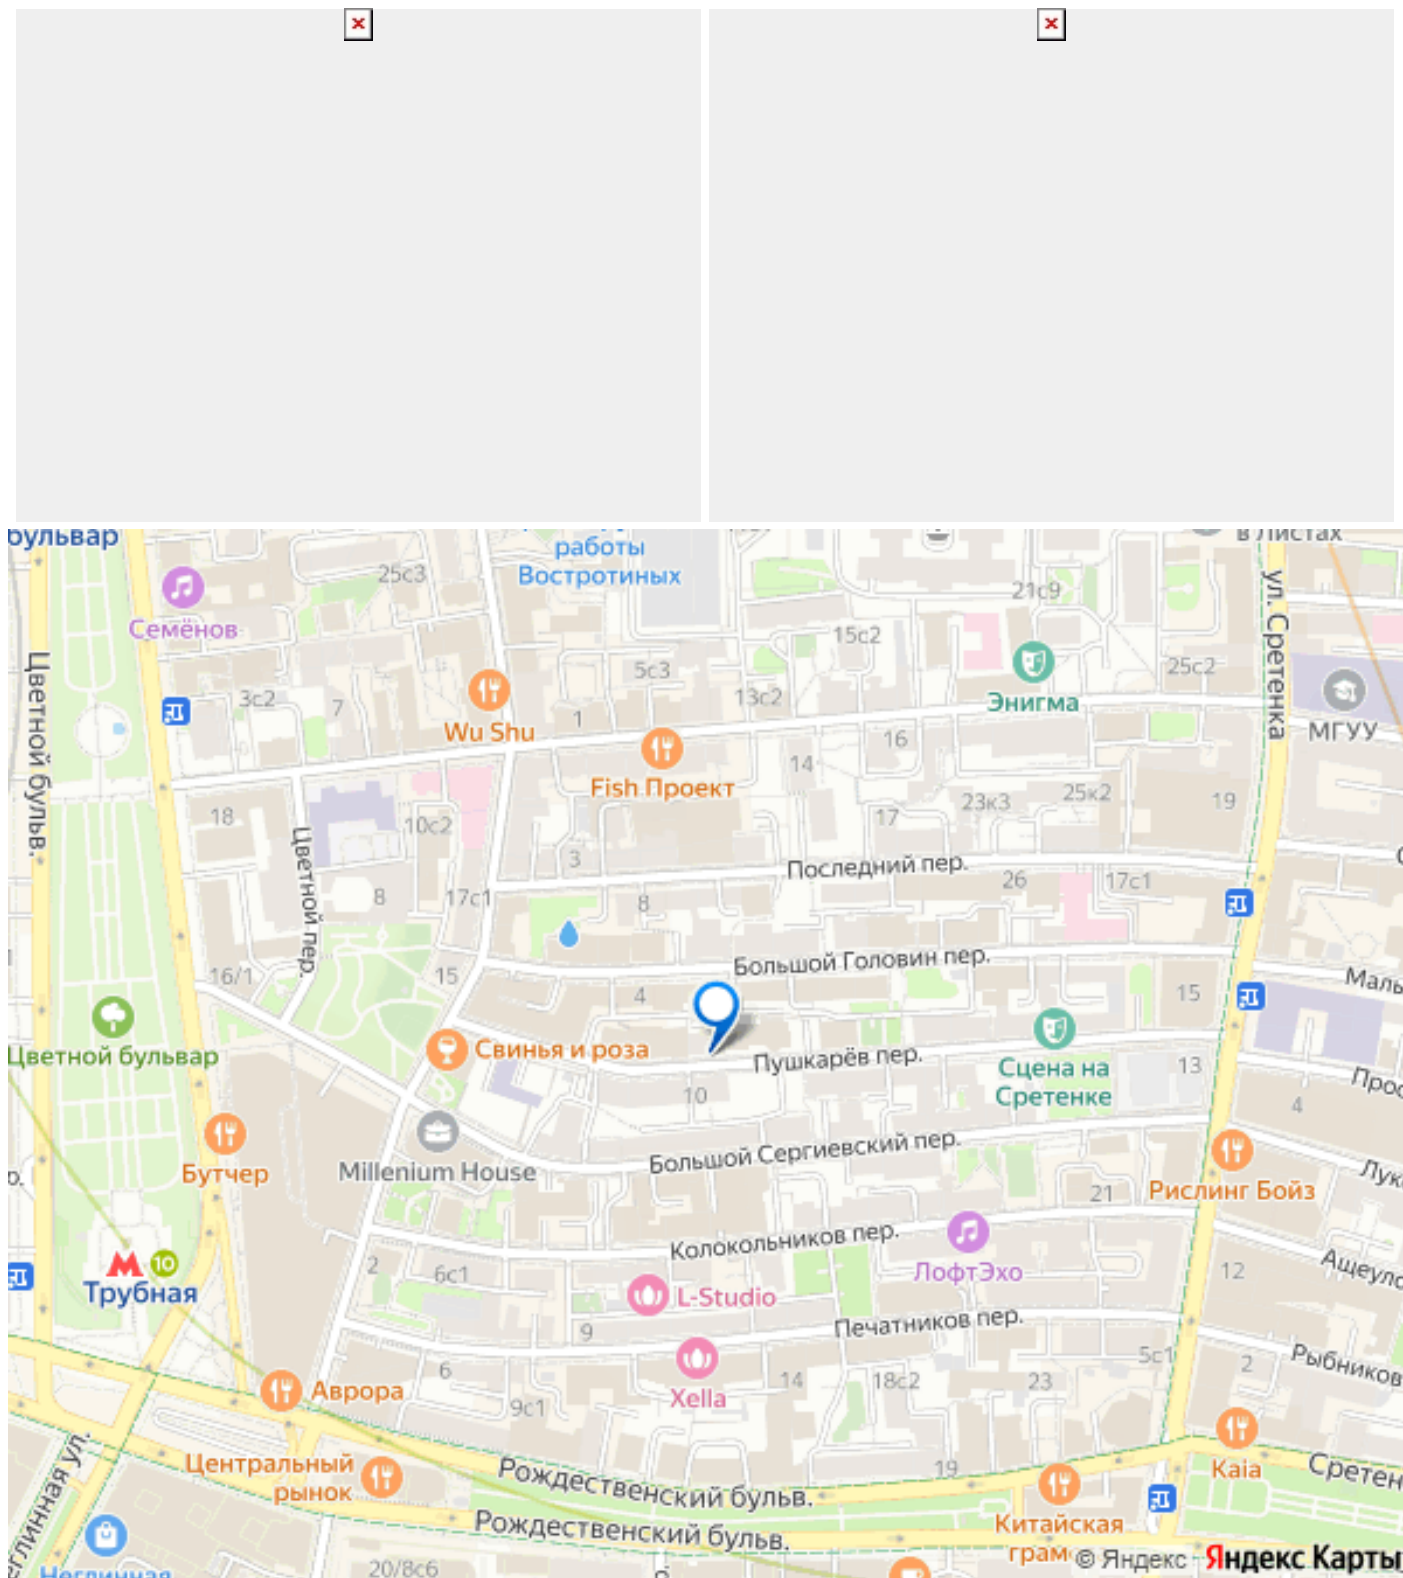 бульвар
работы
Востротиных
в Листах
25с3
21с9
Семёнов
15с2
ул. Сретенка
Цветной бульв.
5с3
25с2
3с2
7
13с2
Энигма
1
Wu Shu
МГУУ
16
14
Fish Проект
18
10с2
Цветной пер.
23к3
25к2
19
17
3
Последний пер.
8
17с1
8
26
17с1
16/1
15
Большой Головин пер.
4
15
Цветной бульвар
Свинья и роза
Пушкарёв пер.
Сцена на
Сретенке
13
10
4
Бутчер
Millenium House
Большой Сергиевский пер.
21
Рислинг Бойз
Колокольников пер.
2
6с1
ЛофтЭхо
12
М 10
Трубная
L-Studio
9
Печатников пер.
5с1
2
Рыбников
6
Аврора
Xella
14
18с2
23
9с1
Центральный
рынок
Рождественский бульв.
19
Kaia
Сретен
Рождественский бульв.
Китайская
грам
20/8с6
Неглинная
© Яндекс Яндекс Карты